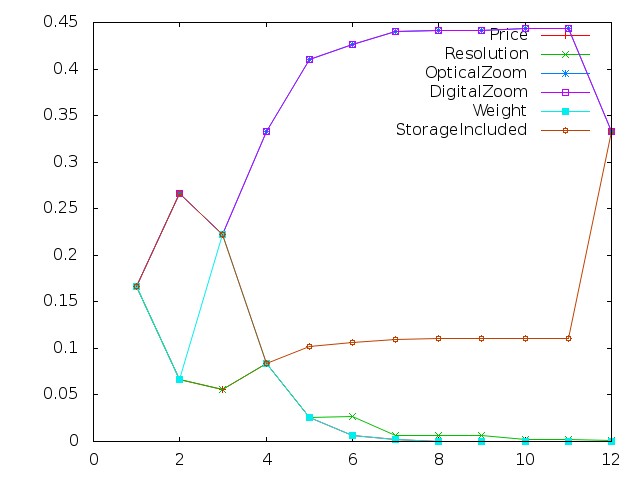 0.45
0.4
0.35
0.3
0.25
0.2
0.15
0.1
0.05
0
0 2 4 6 8 10 12
Price
Resolution
OpticalZoom
DigitalZoom
Weight
StorageIncluded